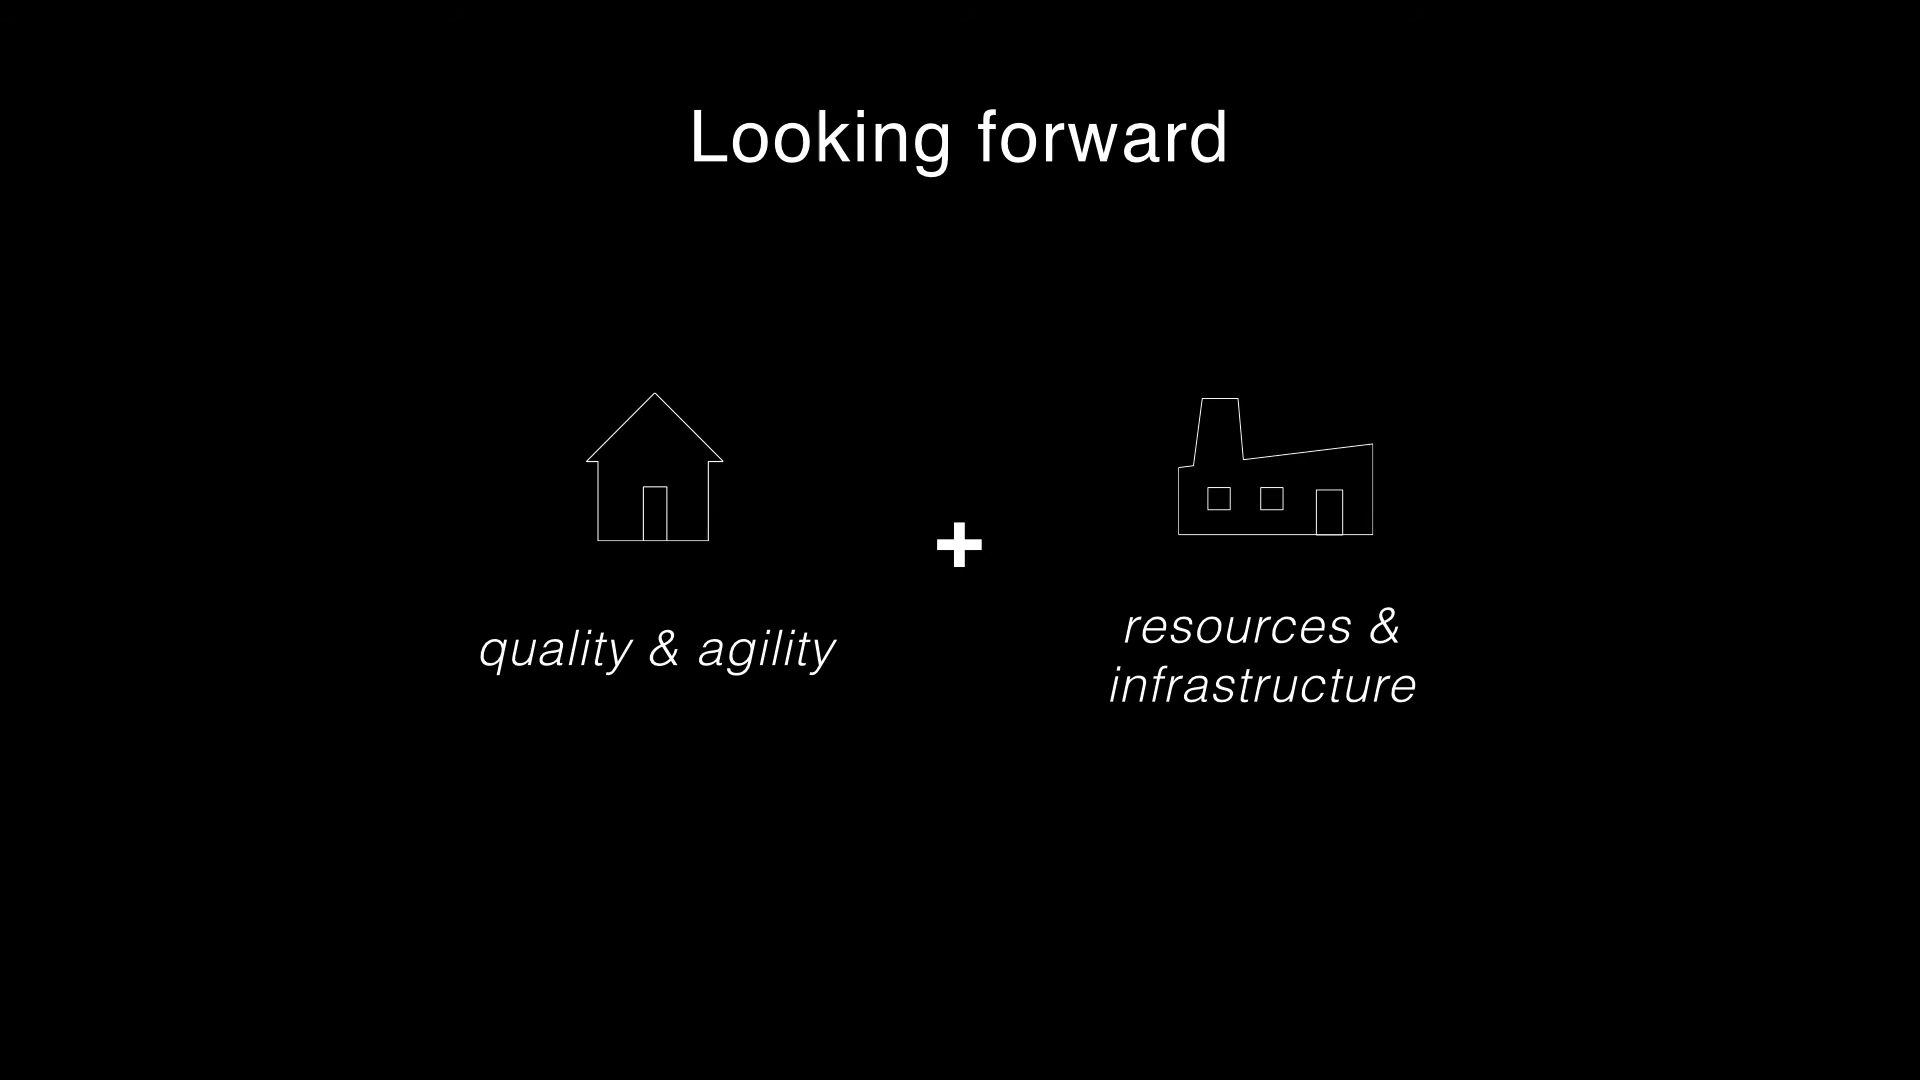 Looking forward
+
quality & agility
resources &
infrastructure